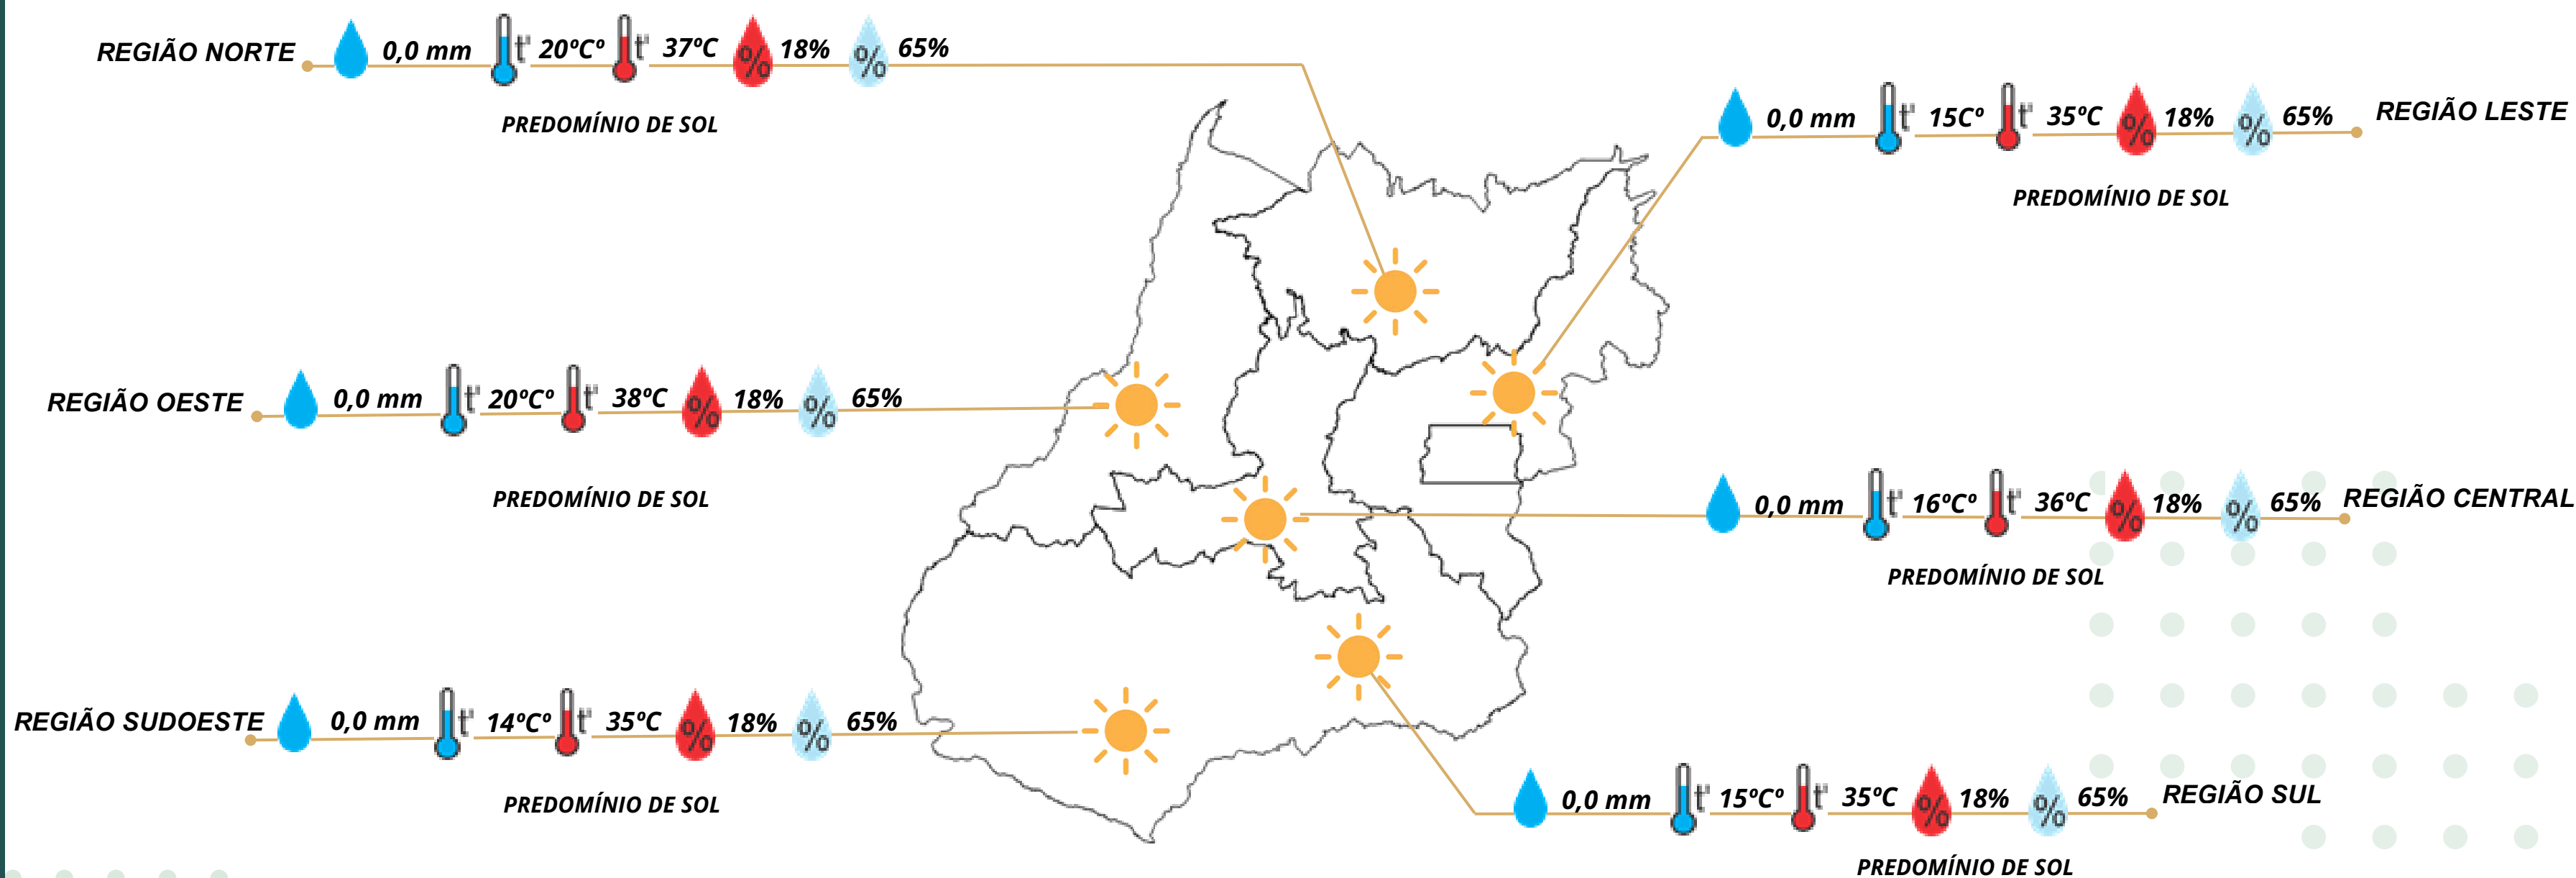 REGIÃO NORTE 0,0 mm t' 20ºCº t' 37ºC % 18% % 65%
PREDOMÍNIO DE SOL
0,0 mm t' 15Cº t' 35ºC % 18% % 65% REGIÃO LESTE
PREDOMÍNIO DE SOL
REGIÃO OESTE 0,0 mm t' 20ºCº t' 38ºC % 18% % 65%
PREDOMÍNIO DE SOL
0,0 mm t' 16ºCº t' 36ºC % 18% % 65% REGIÃO CENTRAL
PREDOMÍNIO DE SOL
REGIÃO SUDOESTE 0,0 mm t' 14ºCº t' 35ºC % 18% % 65%
PREDOMÍNIO DE SOL
0,0 mm t' 15ºCº t' 35ºC % 18% % 65% REGIÃO SUL
PREDOMÍNIO DE SOL